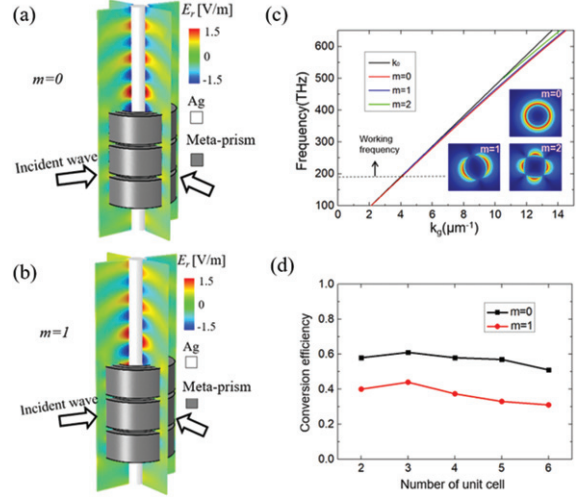 (a)
E_r [V/m]
1.5
0
-1.5
m=0
Ag
Meta-prism
Incident wave
(b)
E_r [V/m]
1.5
0
-1.5
m=1
Ag
Meta-prism
Incident wave
(c)
Frequency(THz)
600
500
400
300
200
100
k₀
m=0
m=1
m=2
Working
frequency
m=0
m=1
m=2
0 2 4 6 8 10 12 14
k_g(μm⁻¹)
(d)
Conversion efficiency
1.0
0.8
0.6
0.4
0.2
0.0
m=0
m=1
2 3 4 5 6
Number of unit cell